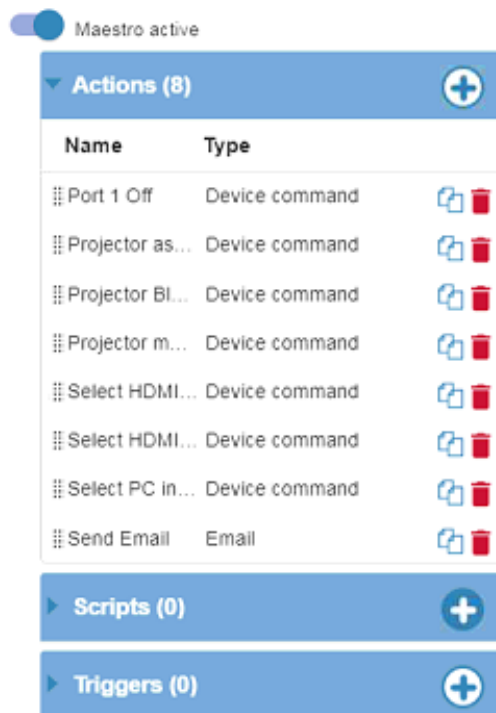 Maestro active
Actions (8)
Name Type
Port 1 Off Device command
Projector as... Device command
Projector Bl... Device command
Projector m... Device command
Select HDMI... Device command
Select HDMI... Device command
Select PC in... Device command
Send Email Email
Scripts (0)
Triggers (0)